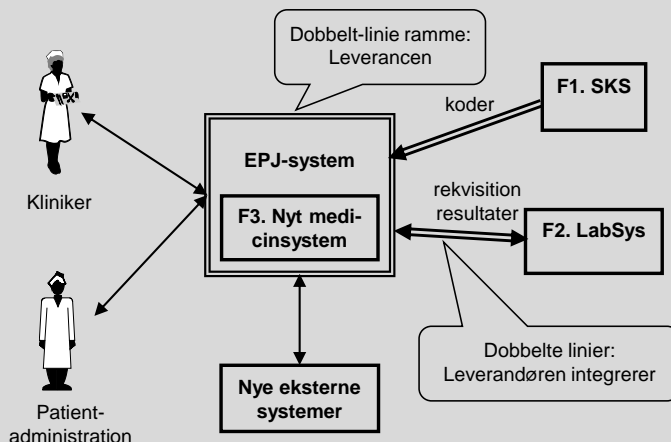 Dobbelt-linie ramme:
Leverancen
F1. SKS
koder
EPJ-system
Kliniker
F3. Nyt medi-
cinsystem
rekvisition
resultater
F2. LabSys
Dobbelte linier:
Leverandøren integrerer
Nye eksterne
systemer
Patient-
administration